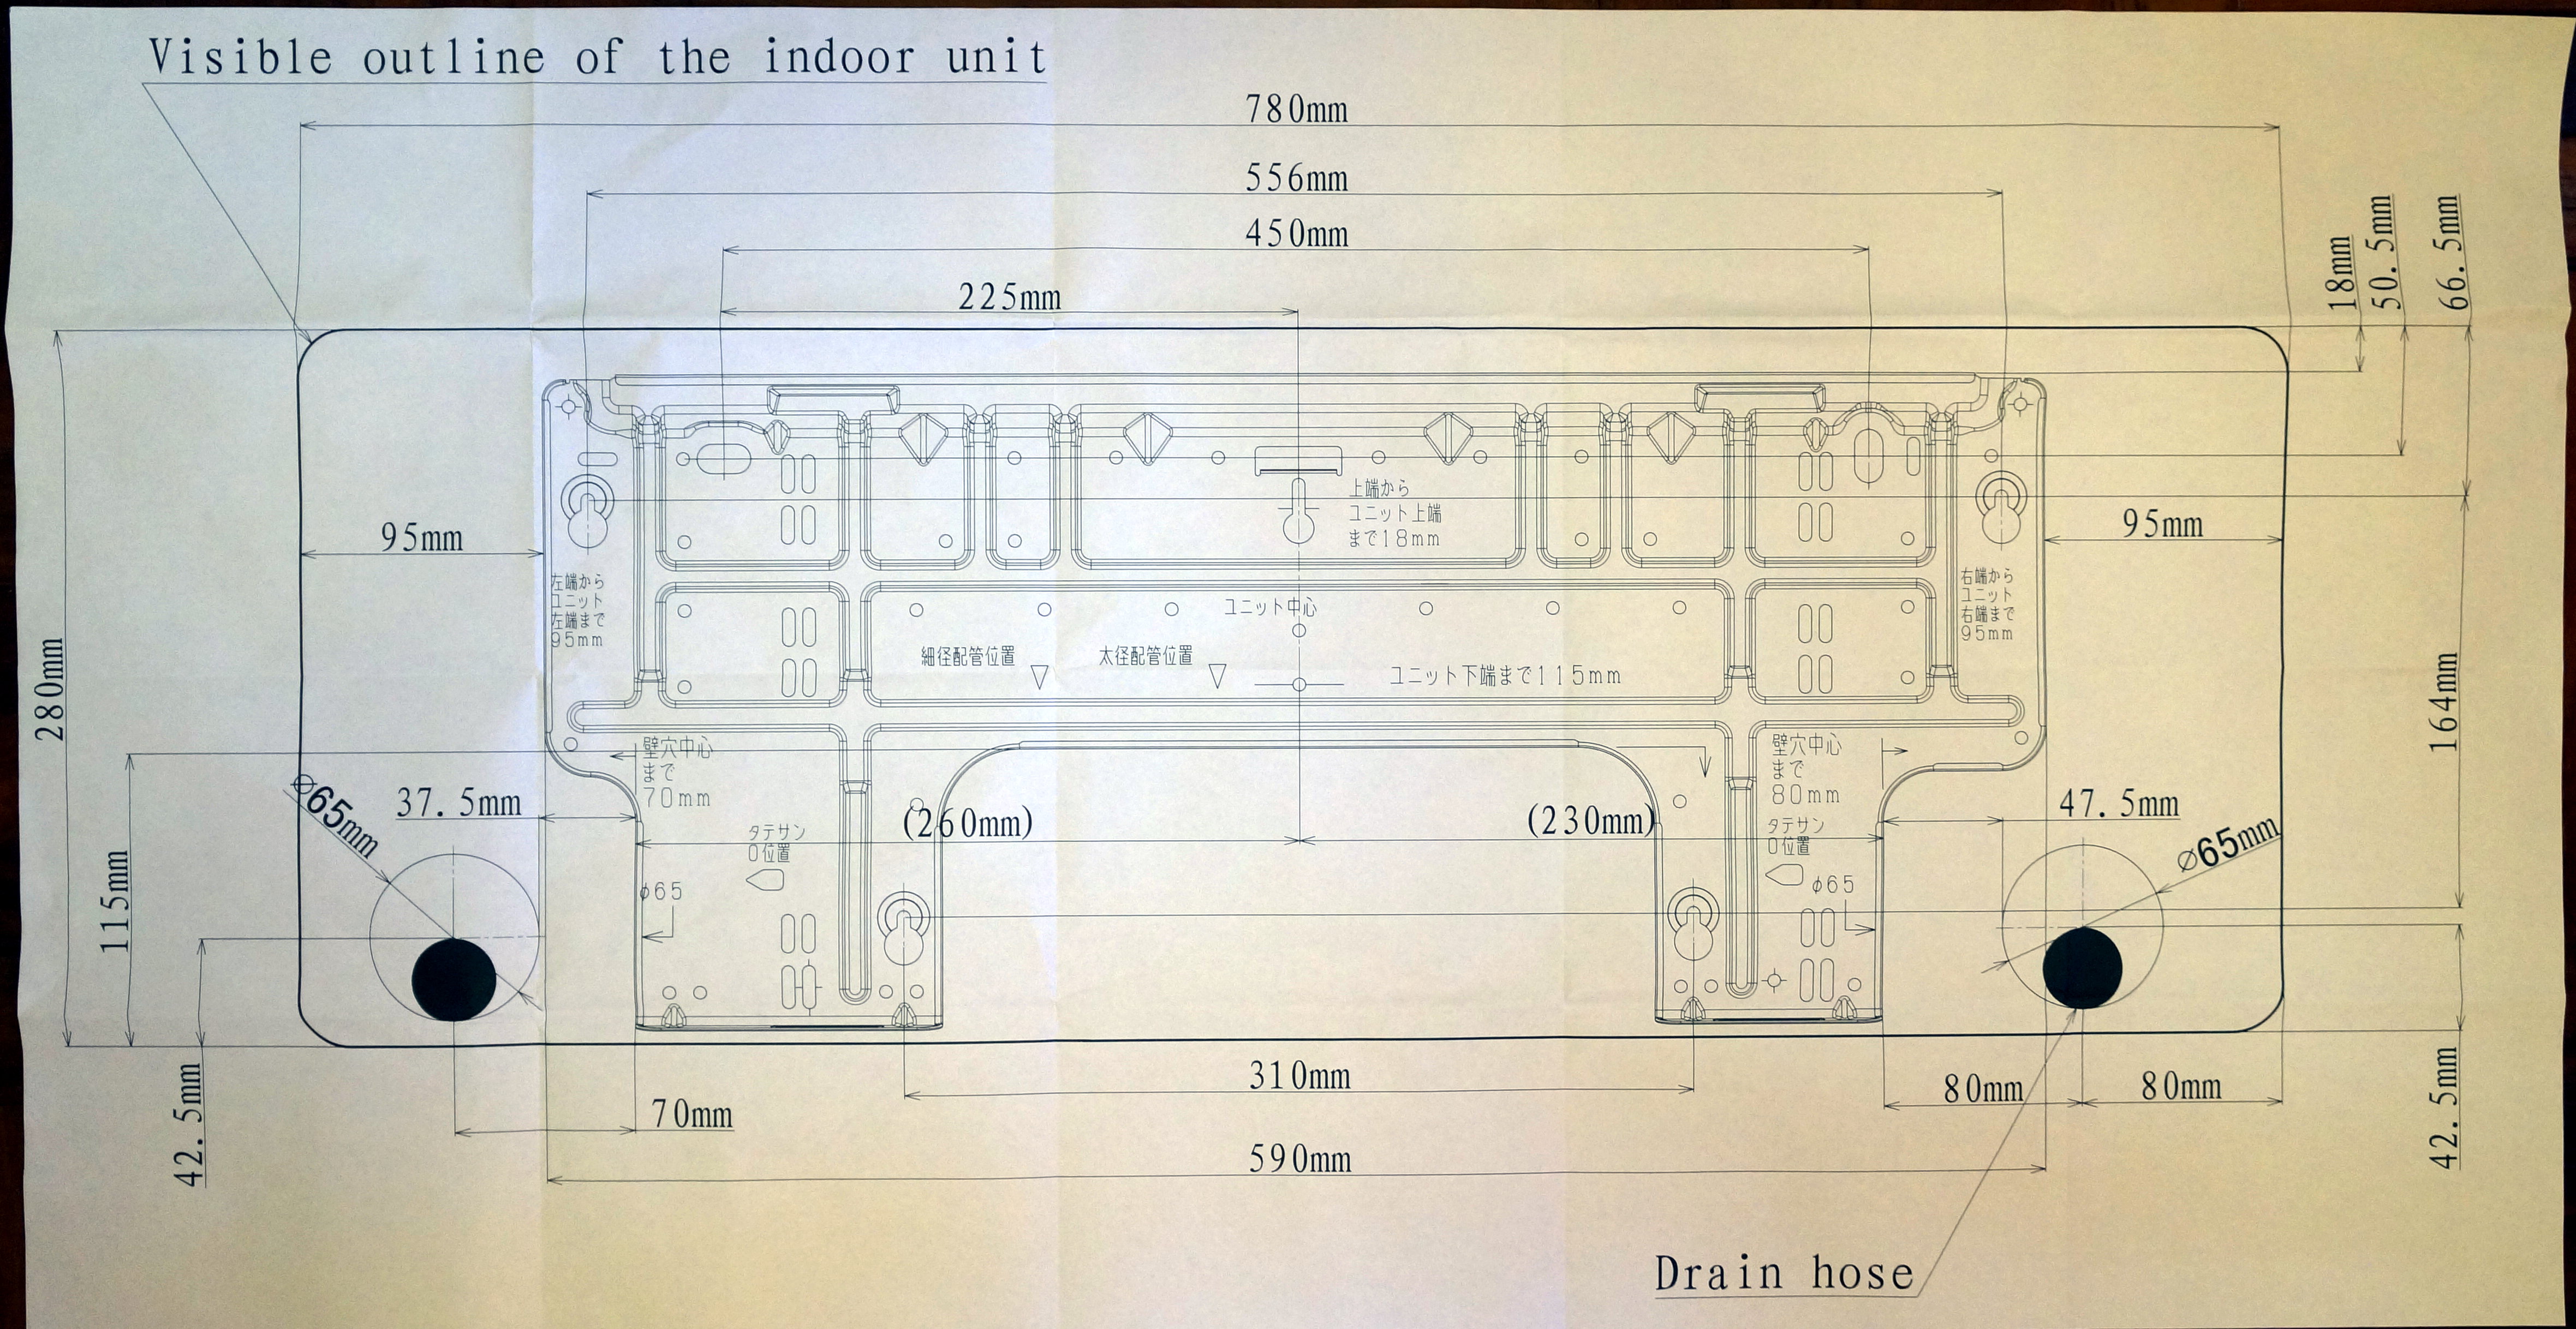 Visible outline of the indoor unit
780mm
556mm
450mm
225mm
18mm
50.5mm
66.5mm
上端から
ユニット上端
まで18mm
95mm
95mm
左端から
ユニット
左端まで
95mm
右端から
ユニット
右端まで
95mm
ユニット中心
細径配管位置
太径配管位置
ユニット下端まで115mm
280mm
164mm
壁穴中心
まで
70mm
壁穴中心
まで
80mm
⌀65mm
37.5mm
(260mm)
(230mm)
47.5mm
⌀65mm
タテサン
0位置
タテサン
0位置
φ65
φ65
115mm
42.5mm
310mm
70mm
80mm
80mm
42.5mm
590mm
Drain hose